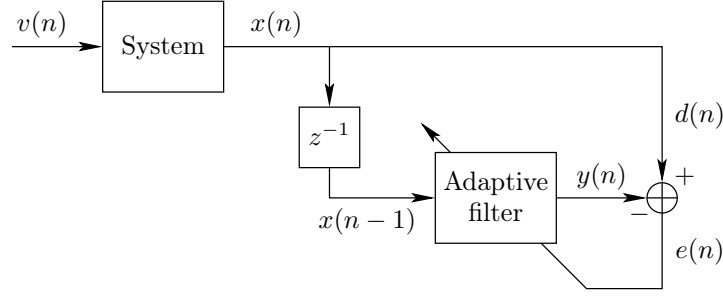 v(n)
System
x(n)
z⁻¹
d(n)
x(n − 1)
Adaptive
filter
y(n)
+
−
e(n)